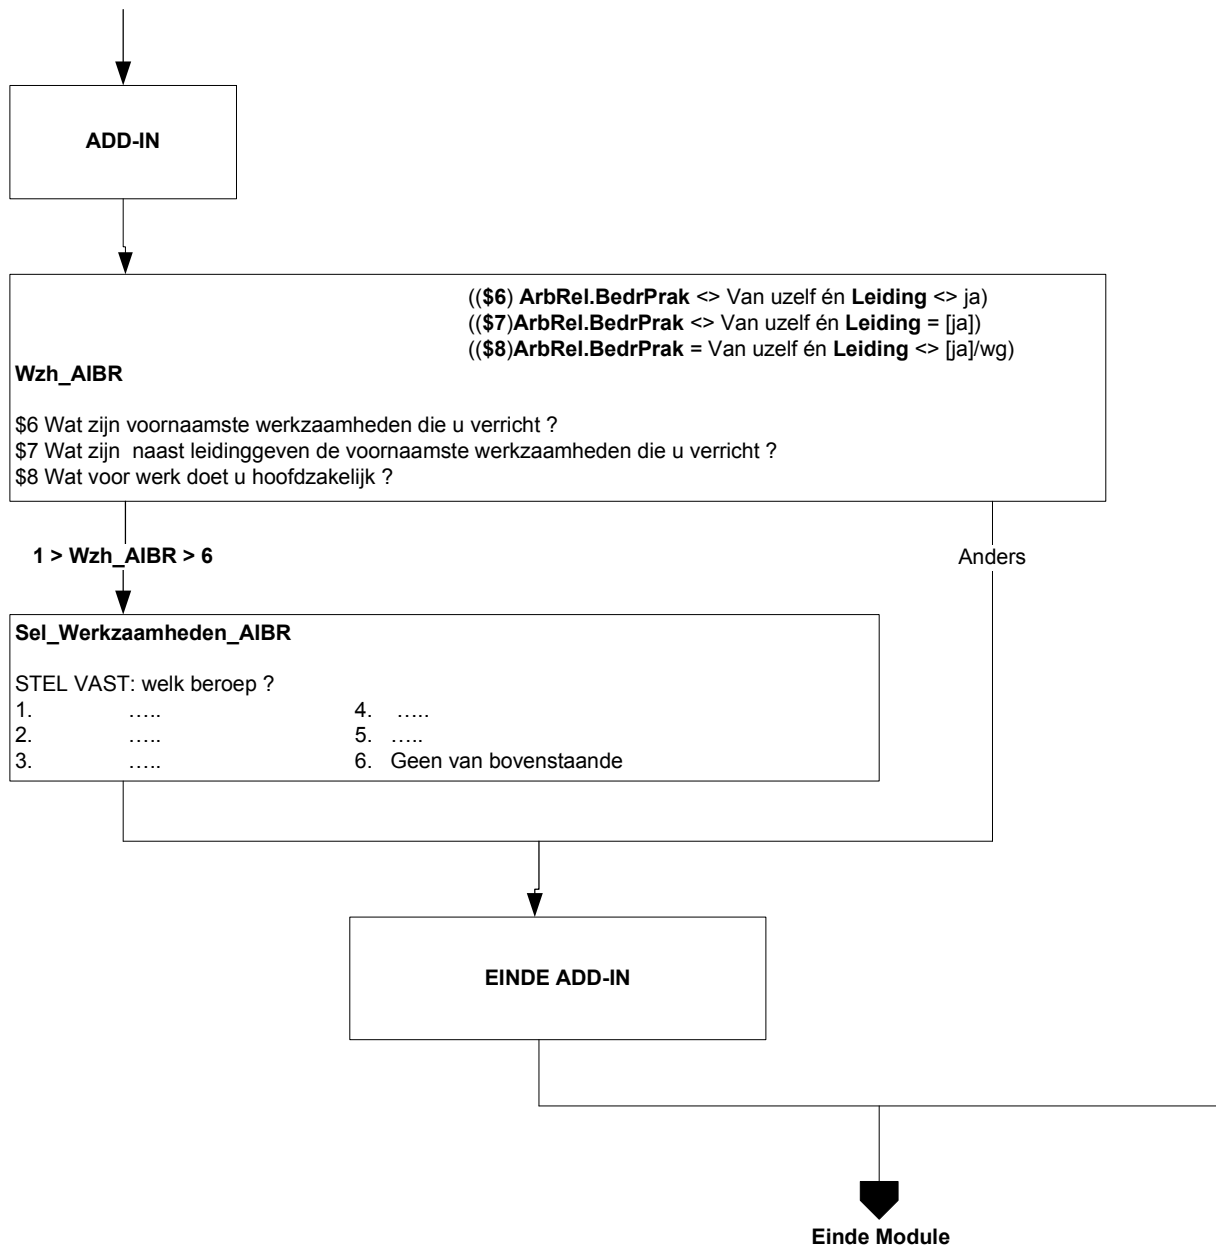 ADD-IN
(($6) ArbRel.BedrPrak <> Van uzelf én Leiding <> ja)
(($7)ArbRel.BedrPrak <> Van uzelf én Leiding = [ja])
(($8)ArbRel.BedrPrak = Van uzelf én Leiding <> [ja]/wg)
Wzh_AIBR
$6 Wat zijn voornaamste werkzaamheden die u verricht ?
$7 Wat zijn  naast leidinggeven de voornaamste werkzaamheden die u verricht ?
$8 Wat voor werk doet u hoofdzakelijk ?
1 > Wzh_AIBR > 6
Anders
Sel_Werkzaamheden_AIBR
STEL VAST: welk beroep ?
1. ….. 4. …..
2. ….. 5. …..
3. ….. 6. Geen van bovenstaande
EINDE ADD-IN
Einde Module